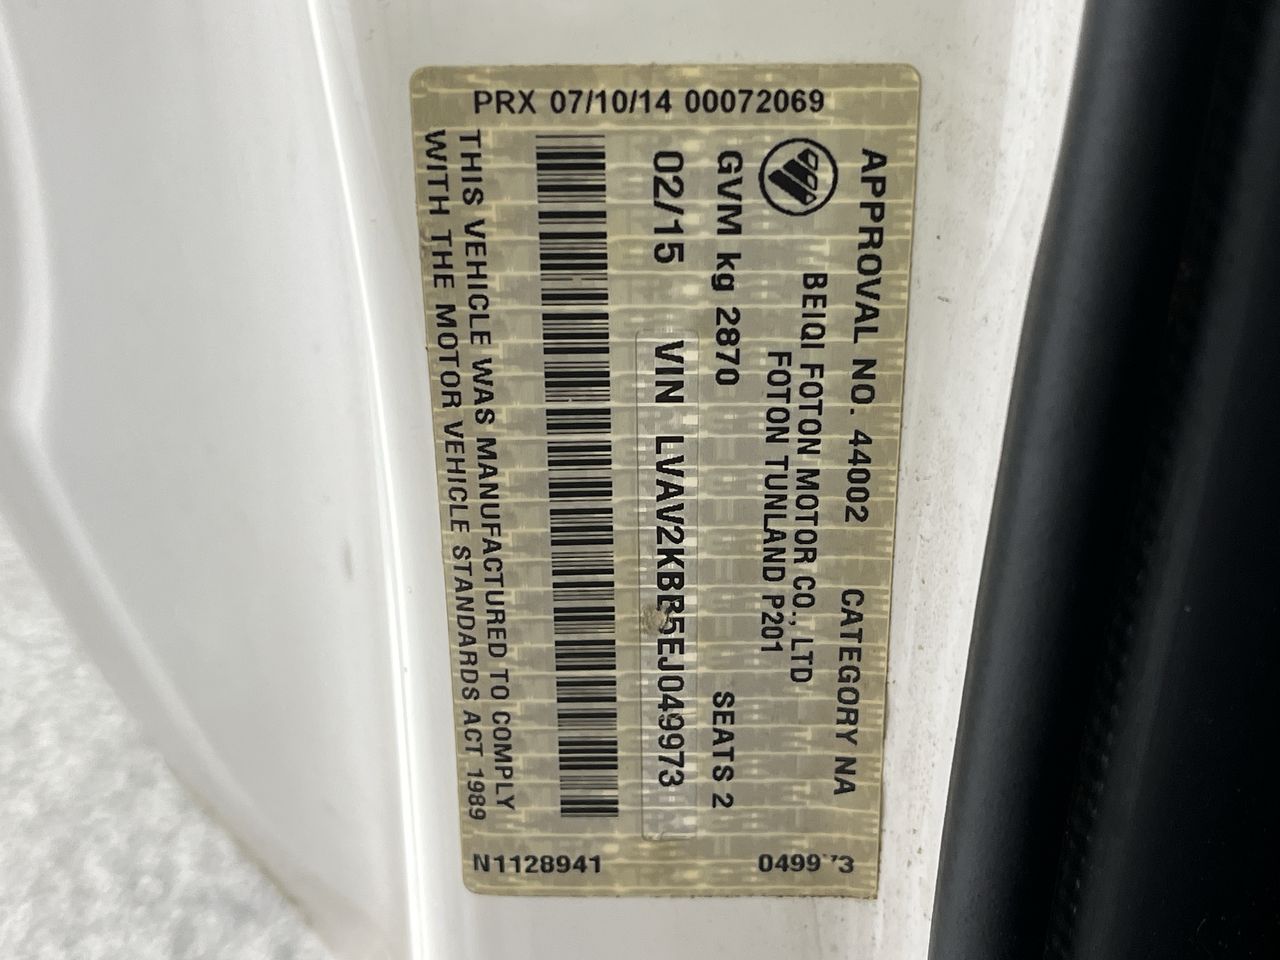 PRX 07/10/14 00072069
APPROVAL NO. 44002 CATEGORY NA
BEIQI FOTON MOTOR CO., LTD
FOTON TUNLAND P201
GVM kg 2870 SEATS 2
02/15 VIN LVAV2KBB5EJ049973
THIS VEHICLE WAS MANUFACTURED TO COMPLY
WITH THE MOTOR VEHICLE STANDARDS ACT 1989
N1128941 049973